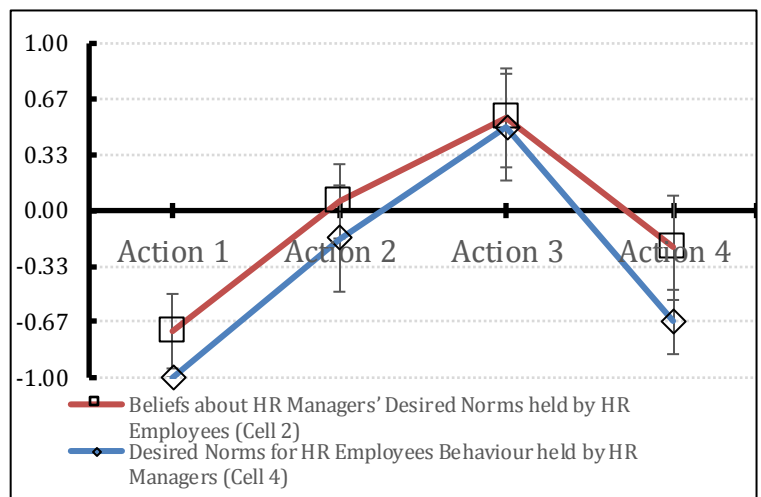 1.00
0.67
0.33
0.00
Action 1 Action 2 Action 3 Action 4
-0.33
-0.67
-1.00
Beliefs about HR Managers’ Desired Norms held by HR
Employees (Cell 2)
Desired Norms for HR Employees Behaviour held by HR
Managers (Cell 4)